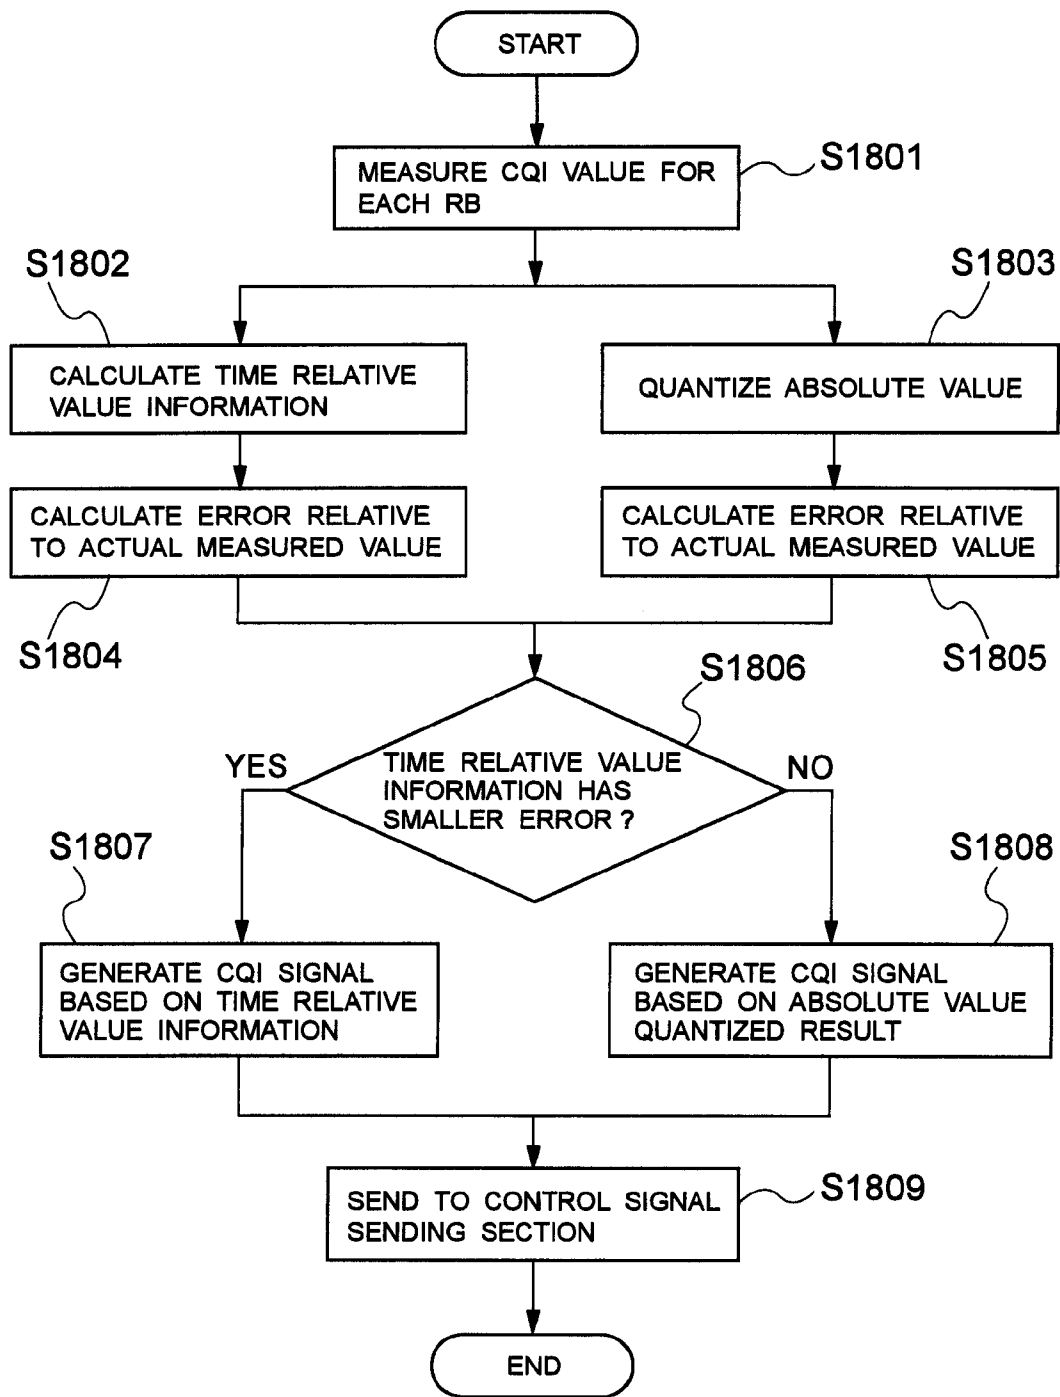 START
MEASURE CQI VALUE FOR
EACH RB
S1801
S1802
S1803
CALCULATE TIME RELATIVE
VALUE INFORMATION
QUANTIZE ABSOLUTE VALUE
CALCULATE ERROR RELATIVE
TO ACTUAL MEASURED VALUE
CALCULATE ERROR RELATIVE
TO ACTUAL MEASURED VALUE
S1804
S1805
S1806
YES
TIME RELATIVE VALUE
INFORMATION HAS
SMALLER ERROR ?
NO
S1807
S1808
GENERATE CQI SIGNAL
BASED ON TIME RELATIVE
VALUE INFORMATION
GENERATE CQI SIGNAL
BASED ON ABSOLUTE VALUE
QUANTIZED RESULT
SEND TO CONTROL SIGNAL
SENDING SECTION
S1809
END